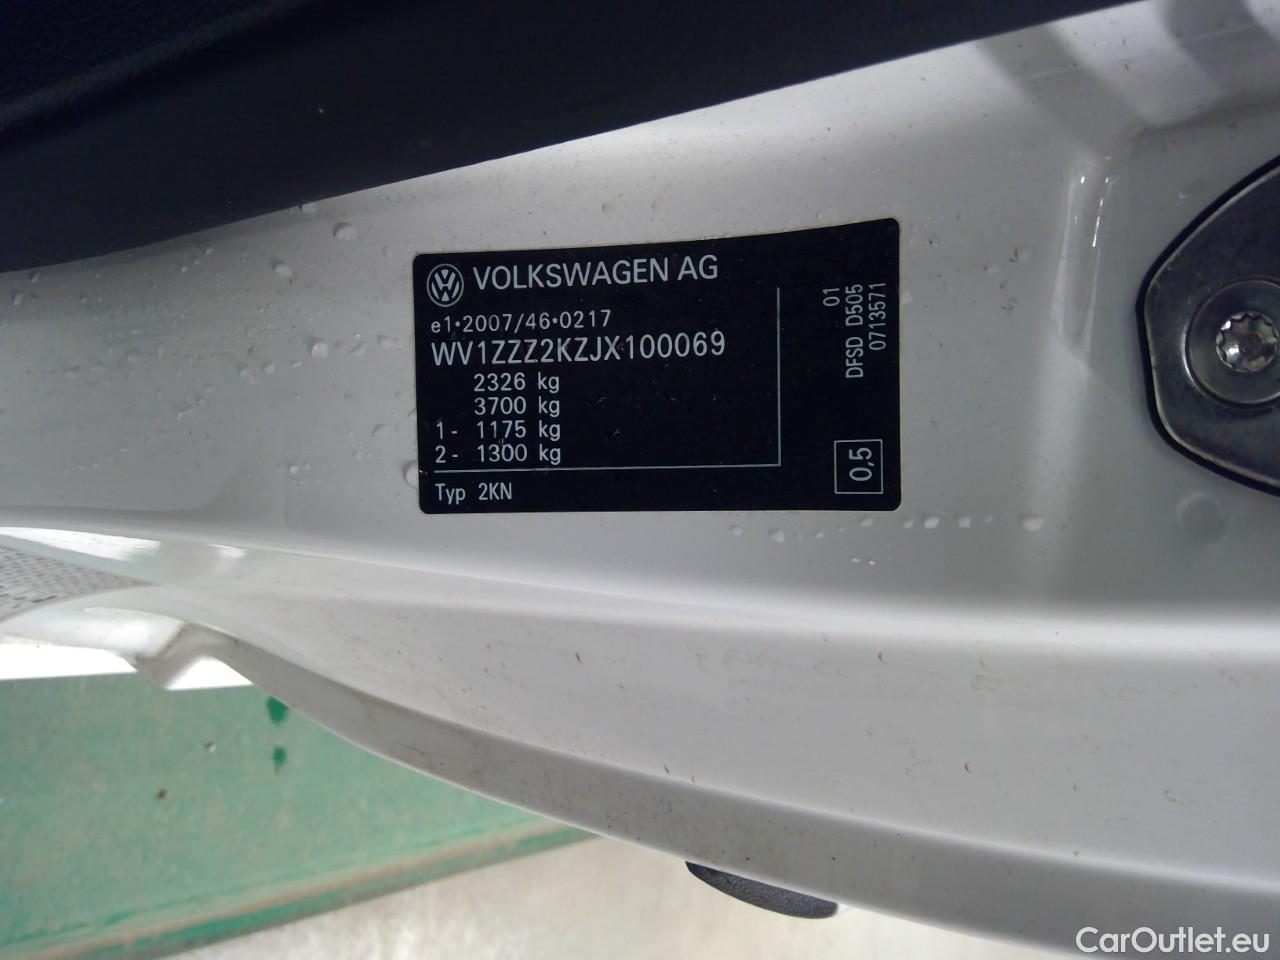 VOLKSWAGEN AG
e1*2007/46*0217
WV1ZZZ2KZJX100069
2326 kg
3700 kg
1- 1175 kg
2- 1300 kg
Typ 2KN
01
DFSD D505
0713571
0,5
CarOutlet.eu